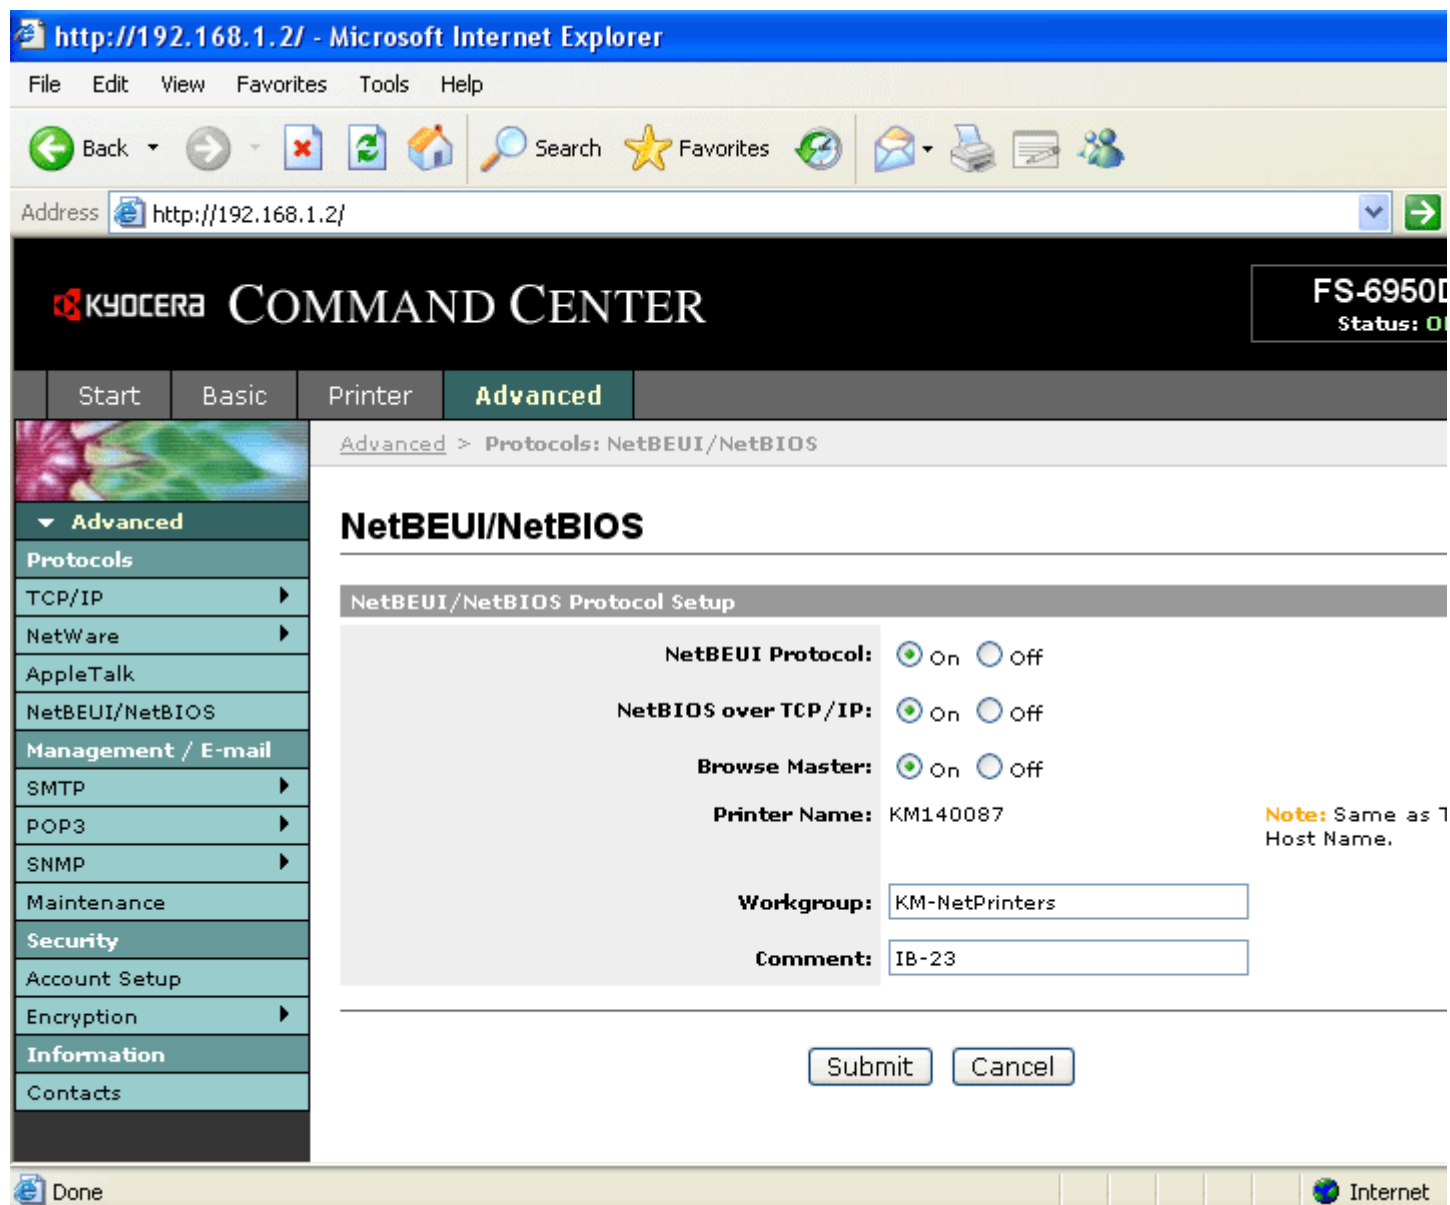 http://192.168.1.2/ - Microsoft Internet Explorer
File Edit View Favorites Tools Help
Back Search Favorites
Address http://192.168.1.2/
KYOCERA COMMAND CENTER
FS-6950D
Status:
Start Basic Printer Advanced
Advanced > Protocols: NetBEUI/NetBIOS
Advanced
Protocols
TCP/IP
NetWare
AppleTalk
NetBEUI/NetBIOS
Management / E-mail
SMTP
POP3
SNMP
Maintenance
Security
Account Setup
Encryption
Information
Contacts
NetBEUI/NetBIOS
NetBEUI/NetBIOS Protocol Setup
NetBEUI Protocol: On Off
NetBIOS over TCP/IP: On Off
Browse Master: On Off
Printer Name: KM140087
Note: Same as
Host Name.
Workgroup: KM-NetPrinters
Comment: IB-23
Submit Cancel
Done Internet